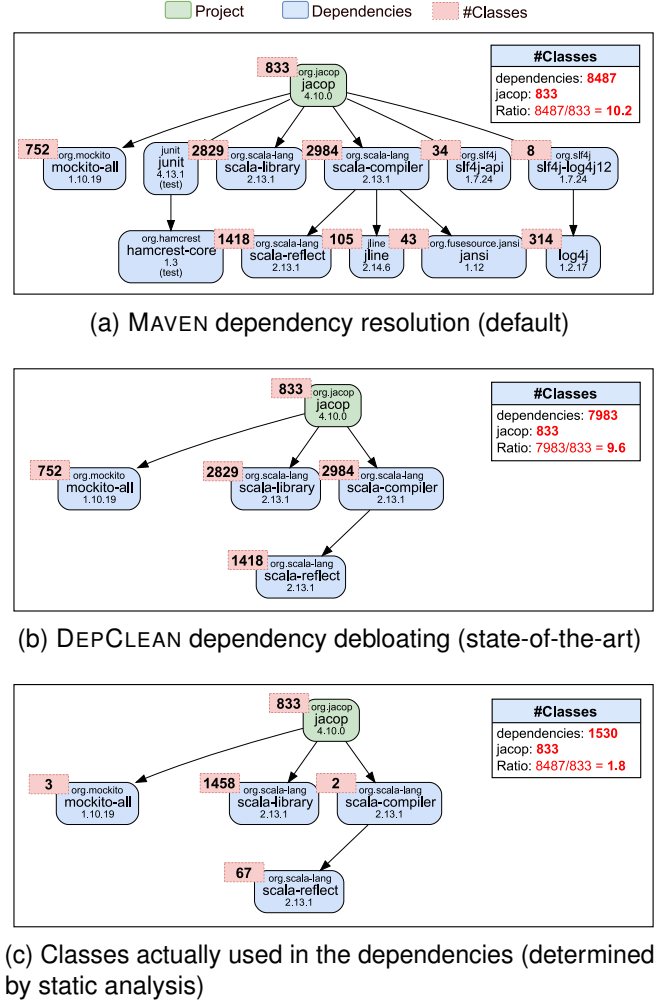 Project
Dependencies
#Classes
833
org.jacop
jacop
4.10.0
#Classes
dependencies: 8487
jacop: 833
Ratio: 8487/833 = 10.2
752
org.mockito
mockito-all
1.10.19
junit
junit
4.13.1
(test)
2829
org.scala-lang
scala-library
2.13.1
2984
org.scala-lang
scala-compiler
2.13.1
34
org.slf4j
slf4j-api
1.7.24
8
org.slf4j
slf4j-log4j12
1.7.24
org.hamcrest
hamcrest-core
1.3
(test)
1418
org.scala-lang
scala-reflect
2.13.1
105
jline
jline
2.14.6
43
org.fusesource.jansi
jansi
1.12
314
log4j
1.2.17
(a) MAVEN dependency resolution (default)
833
org.jacop
jacop
4.10.0
#Classes
dependencies: 7983
jacop: 833
Ratio: 7983/833 = 9.6
752
org.mockito
mockito-all
1.10.19
2829
org.scala-lang
scala-library
2.13.1
2984
org.scala-lang
scala-compiler
2.13.1
1418
org.scala-lang
scala-reflect
2.13.1
(b) DEPCLEAN dependency debloating (state-of-the-art)
833
org.jacop
jacop
4.10.0
#Classes
dependencies: 1530
jacop: 833
Ratio: 8487/833 = 1.8
3
org.mockito
mockito-all
1.10.19
1458
org.scala-lang
scala-library
2.13.1
2
org.scala-lang
scala-compiler
2.13.1
67
org.scala-lang
scala-reflect
2.13.1
(c) Classes actually used in the dependencies (determined
by static analysis)